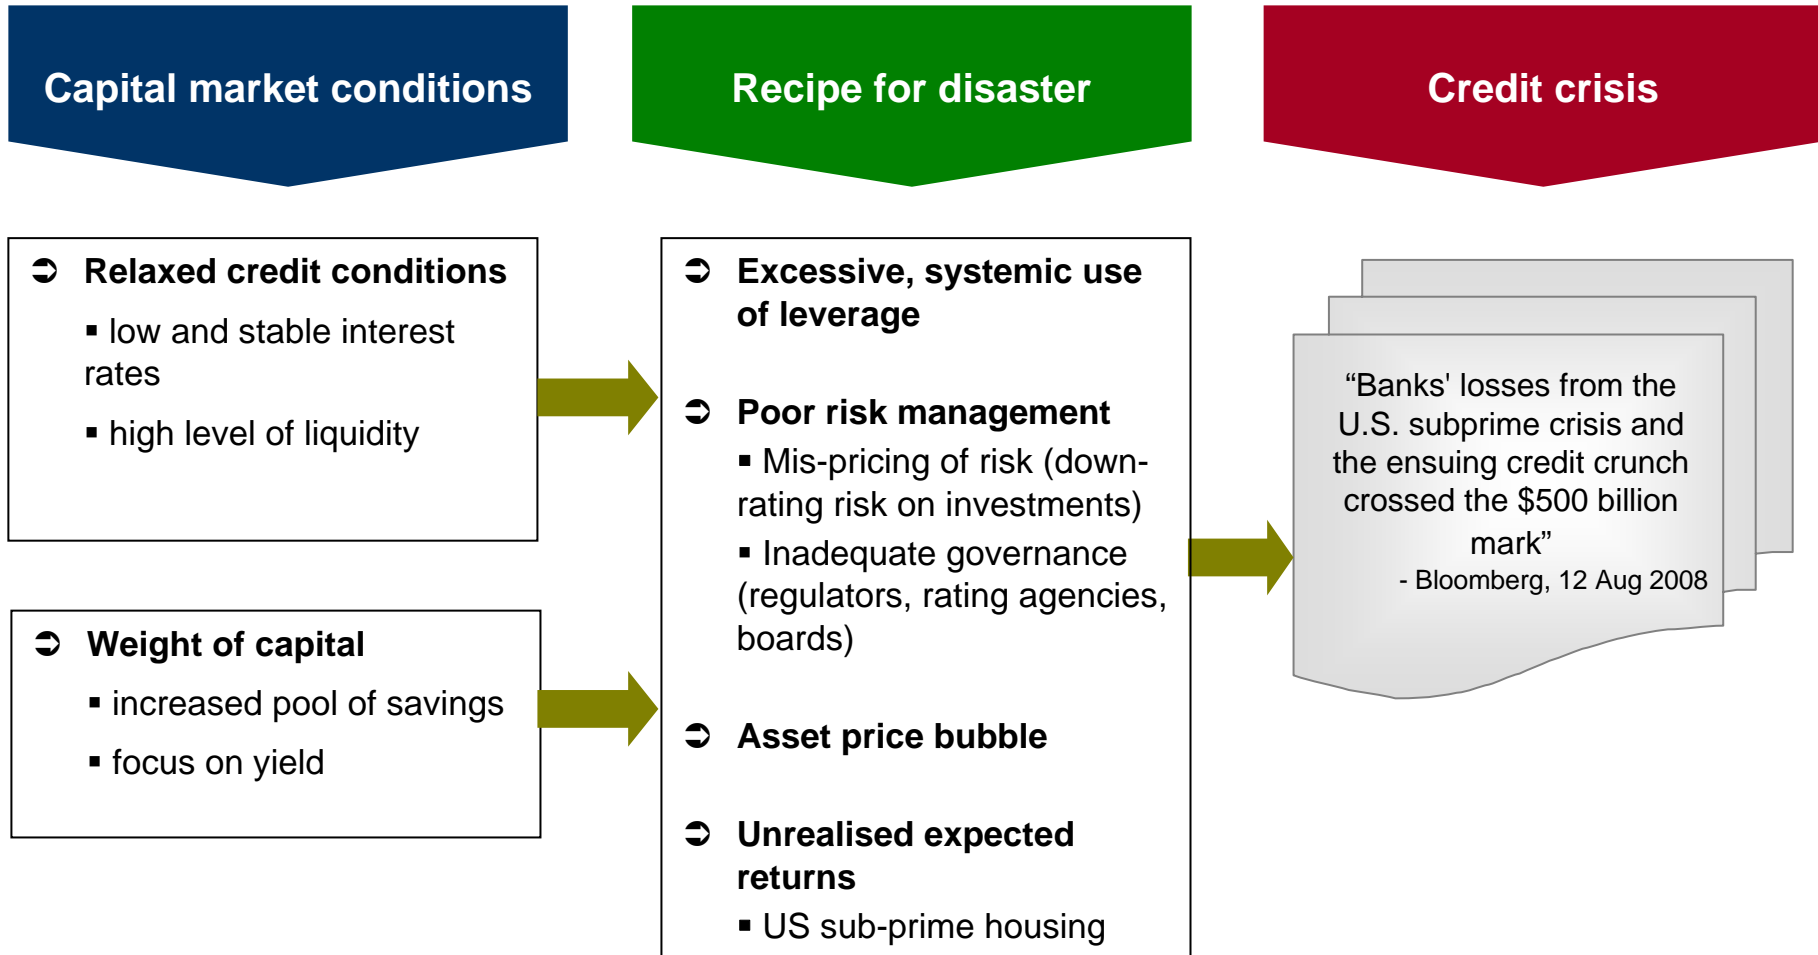 Capital market conditions
Recipe for disaster
Credit crisis
➲ Relaxed credit conditions
▪ low and stable interest
rates
▪ high level of liquidity
➲ Weight of capital
▪ increased pool of savings
▪ focus on yield
➲ Excessive, systemic use
of leverage
➲ Poor risk management
▪ Mis-pricing of risk (down-
rating risk on investments)
▪ Inadequate governance
(regulators, rating agencies,
boards)
➲ Asset price bubble
➲ Unrealised expected
returns
▪ US sub-prime housing
“Banks' losses from the
U.S. subprime crisis and
the ensuing credit crunch
crossed the $500 billion
mark”
- Bloomberg, 12 Aug 2008